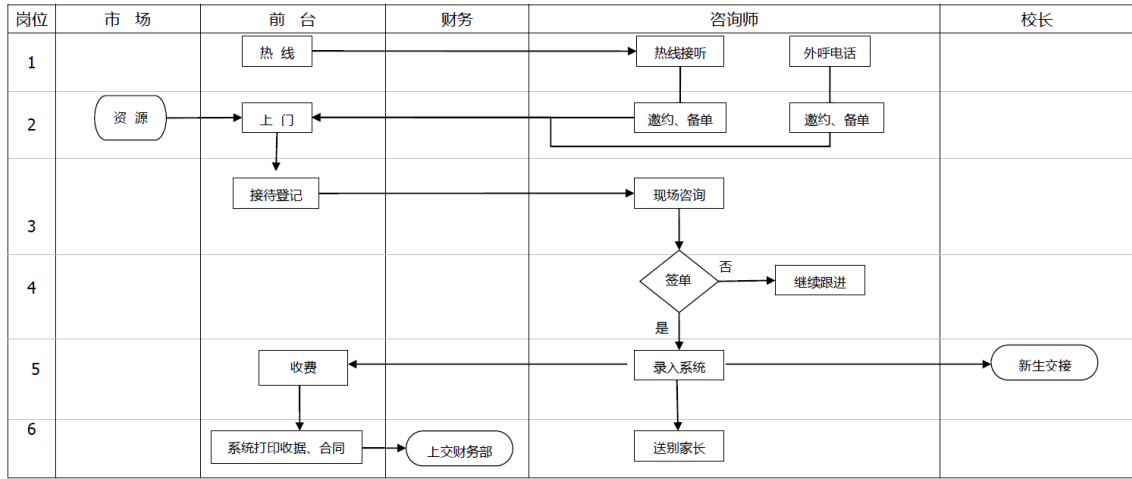 岗位 市 场 前 台 财务 咨询师 校长
1 热 线 热线接听 外呼电话
2 资 源 上 门 邀约、备单 邀约、备单
接待登记 现场咨询
3
否
4 签单 继续跟进
是
5 收费 录入系统 新生交接
6
系统打印收据、合同 上交财务部 送别家长